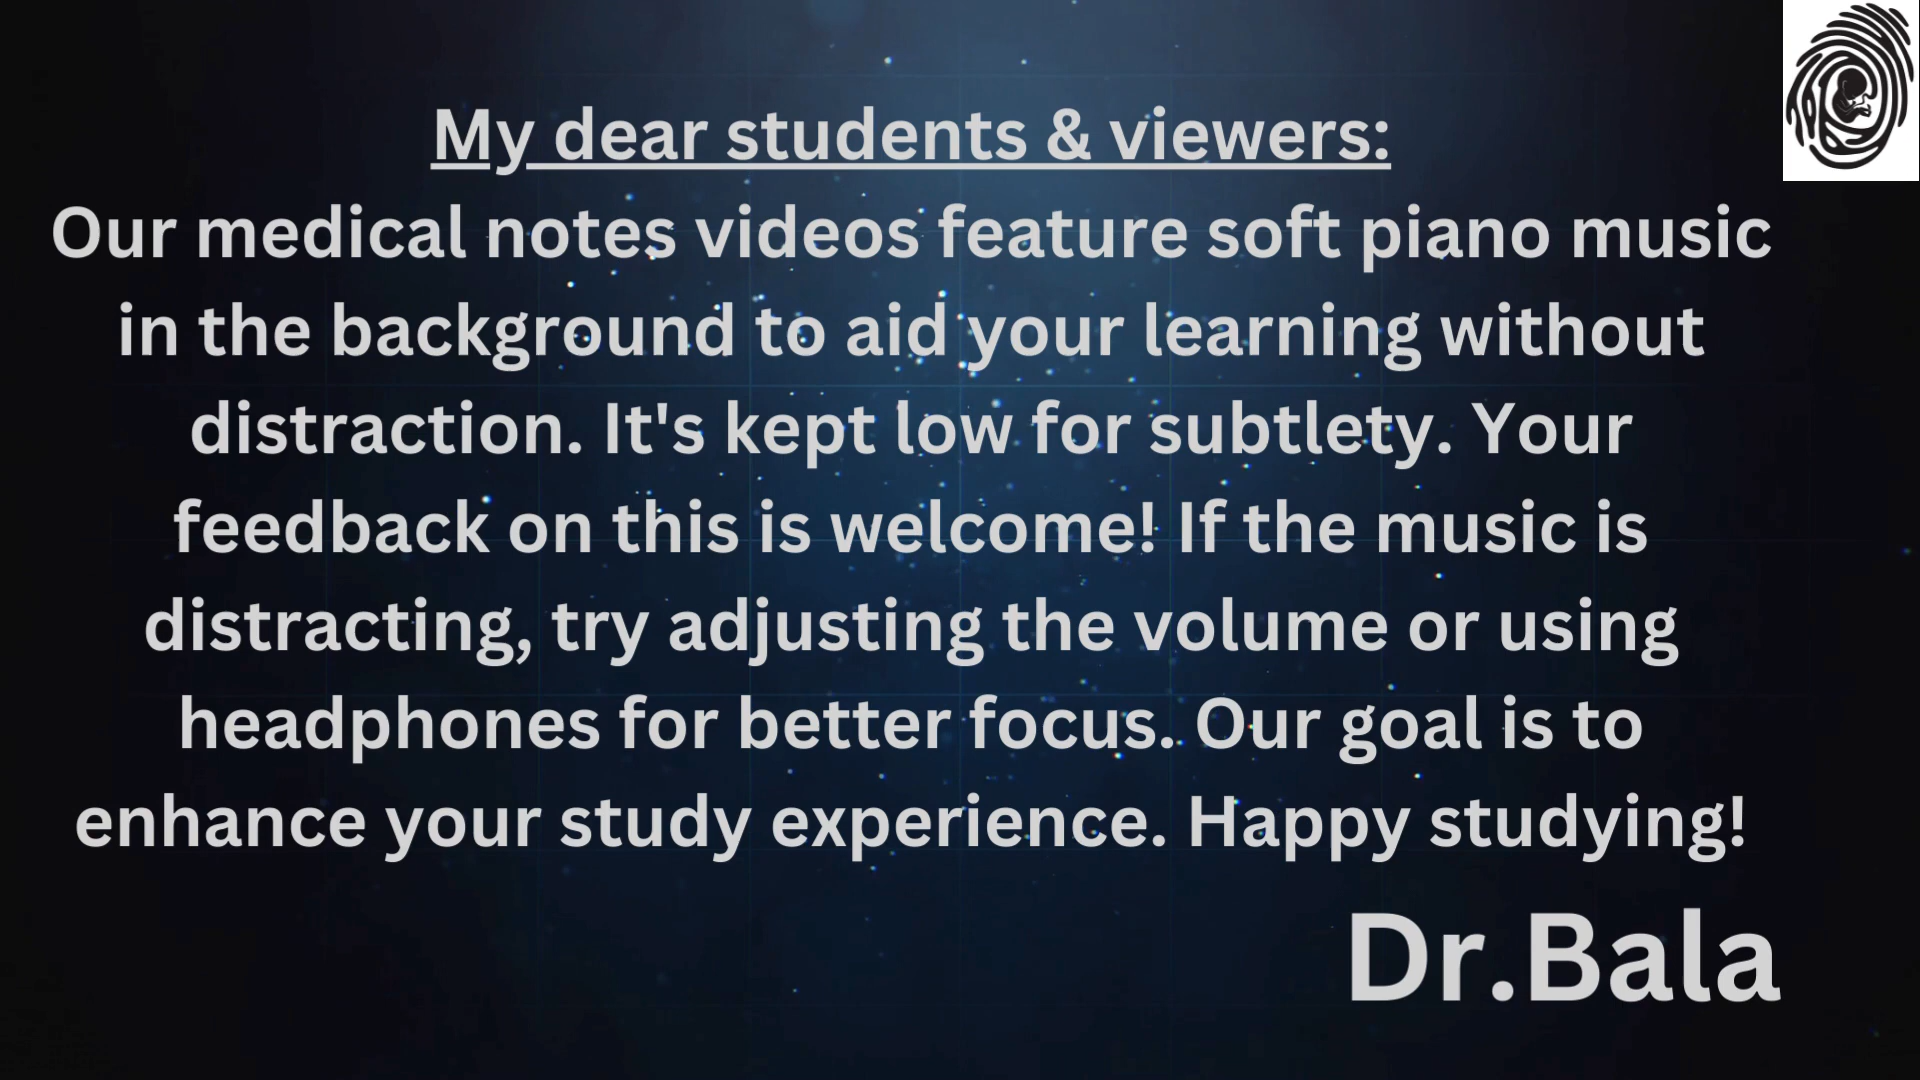 My dear students & viewers:
Our medical notes videos feature soft piano music
in the background to aid your learning without
distraction. It's kept low for subtlety. Your
feedback on this is welcome! If the music is
distracting, try adjusting the volume or using
headphones for better focus. Our goal is to
enhance your study experience. Happy studying!
Dr.Bala